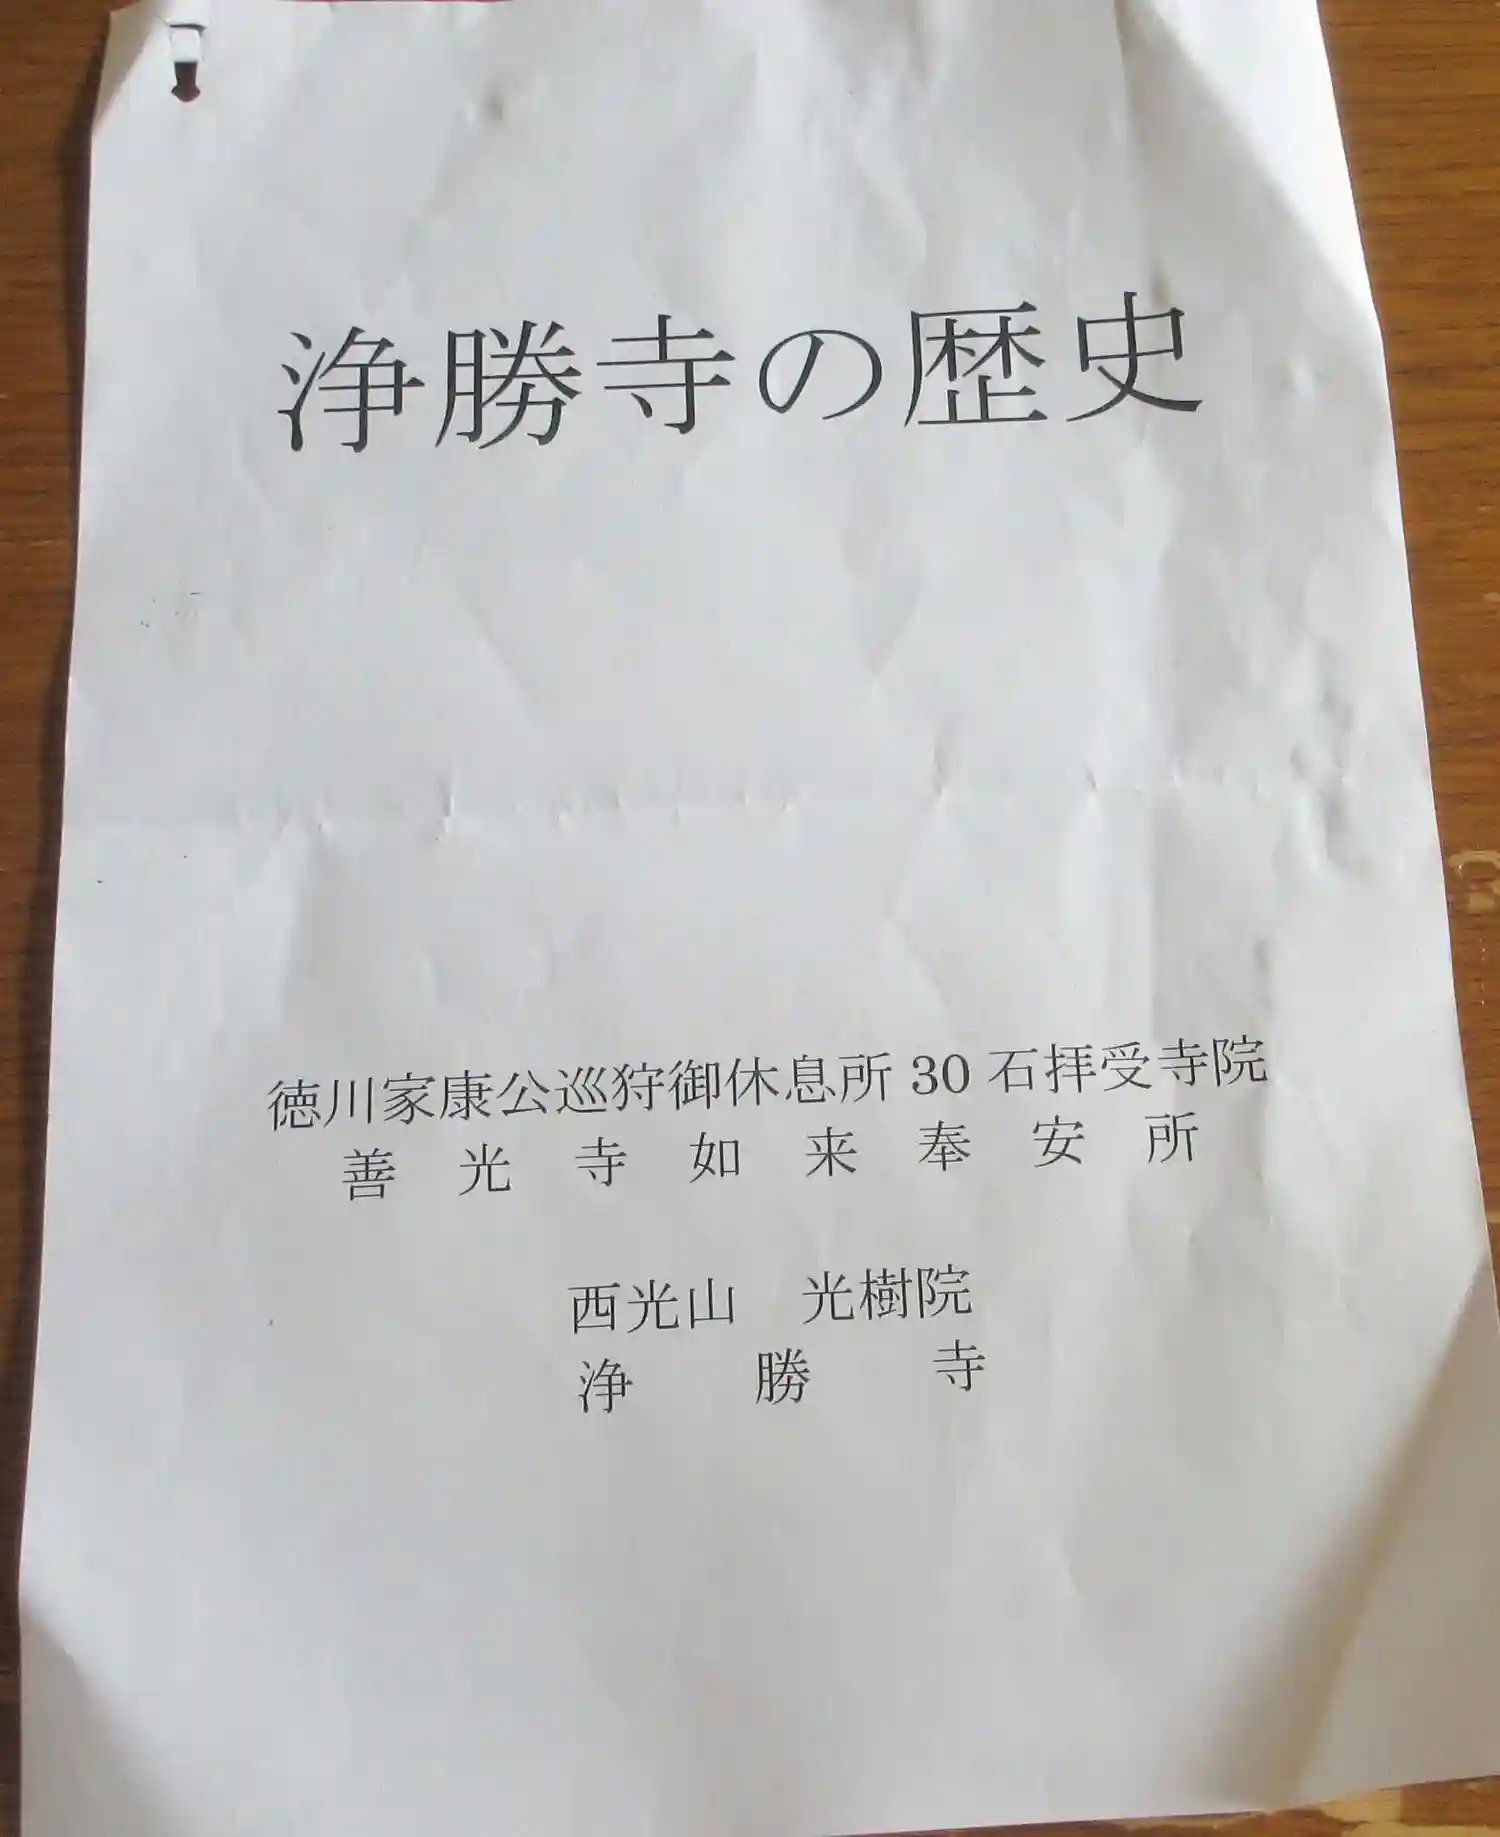 浄勝寺の歴史
徳川家康公巡狩御休息所 30 石拝受寺院
善光寺如来奉安所
西光山　光樹院
浄勝寺